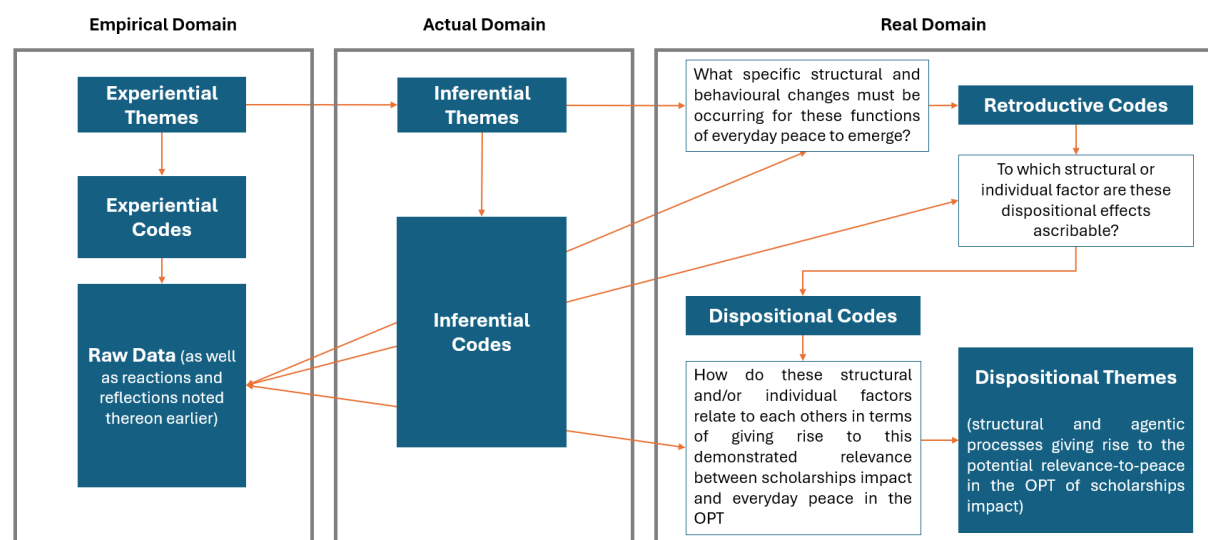 Empirical Domain
Actual Domain
Real Domain
Experiential
Themes
Experiential
Codes
Raw Data (as well
as reactions and
reflections noted
thereon earlier)
Inferential
Themes
Inferential
Codes
What specific structural and
behavioural changes must be
occurring for these functions
of everyday peace to emerge?
Retroductive Codes
To which structural or
individual factor are these
dispositional effects
ascribable?
Dispositional Codes
How do these structural
and/or individual factors
relate to each others in terms
of giving rise to this
demonstrated relevance
between scholarships impact
and everyday peace in the
OPT
Dispositional Themes
(structural and agentic
processes giving rise to the
potential relevance-to-peace
in the OPT of scholarships
impact)